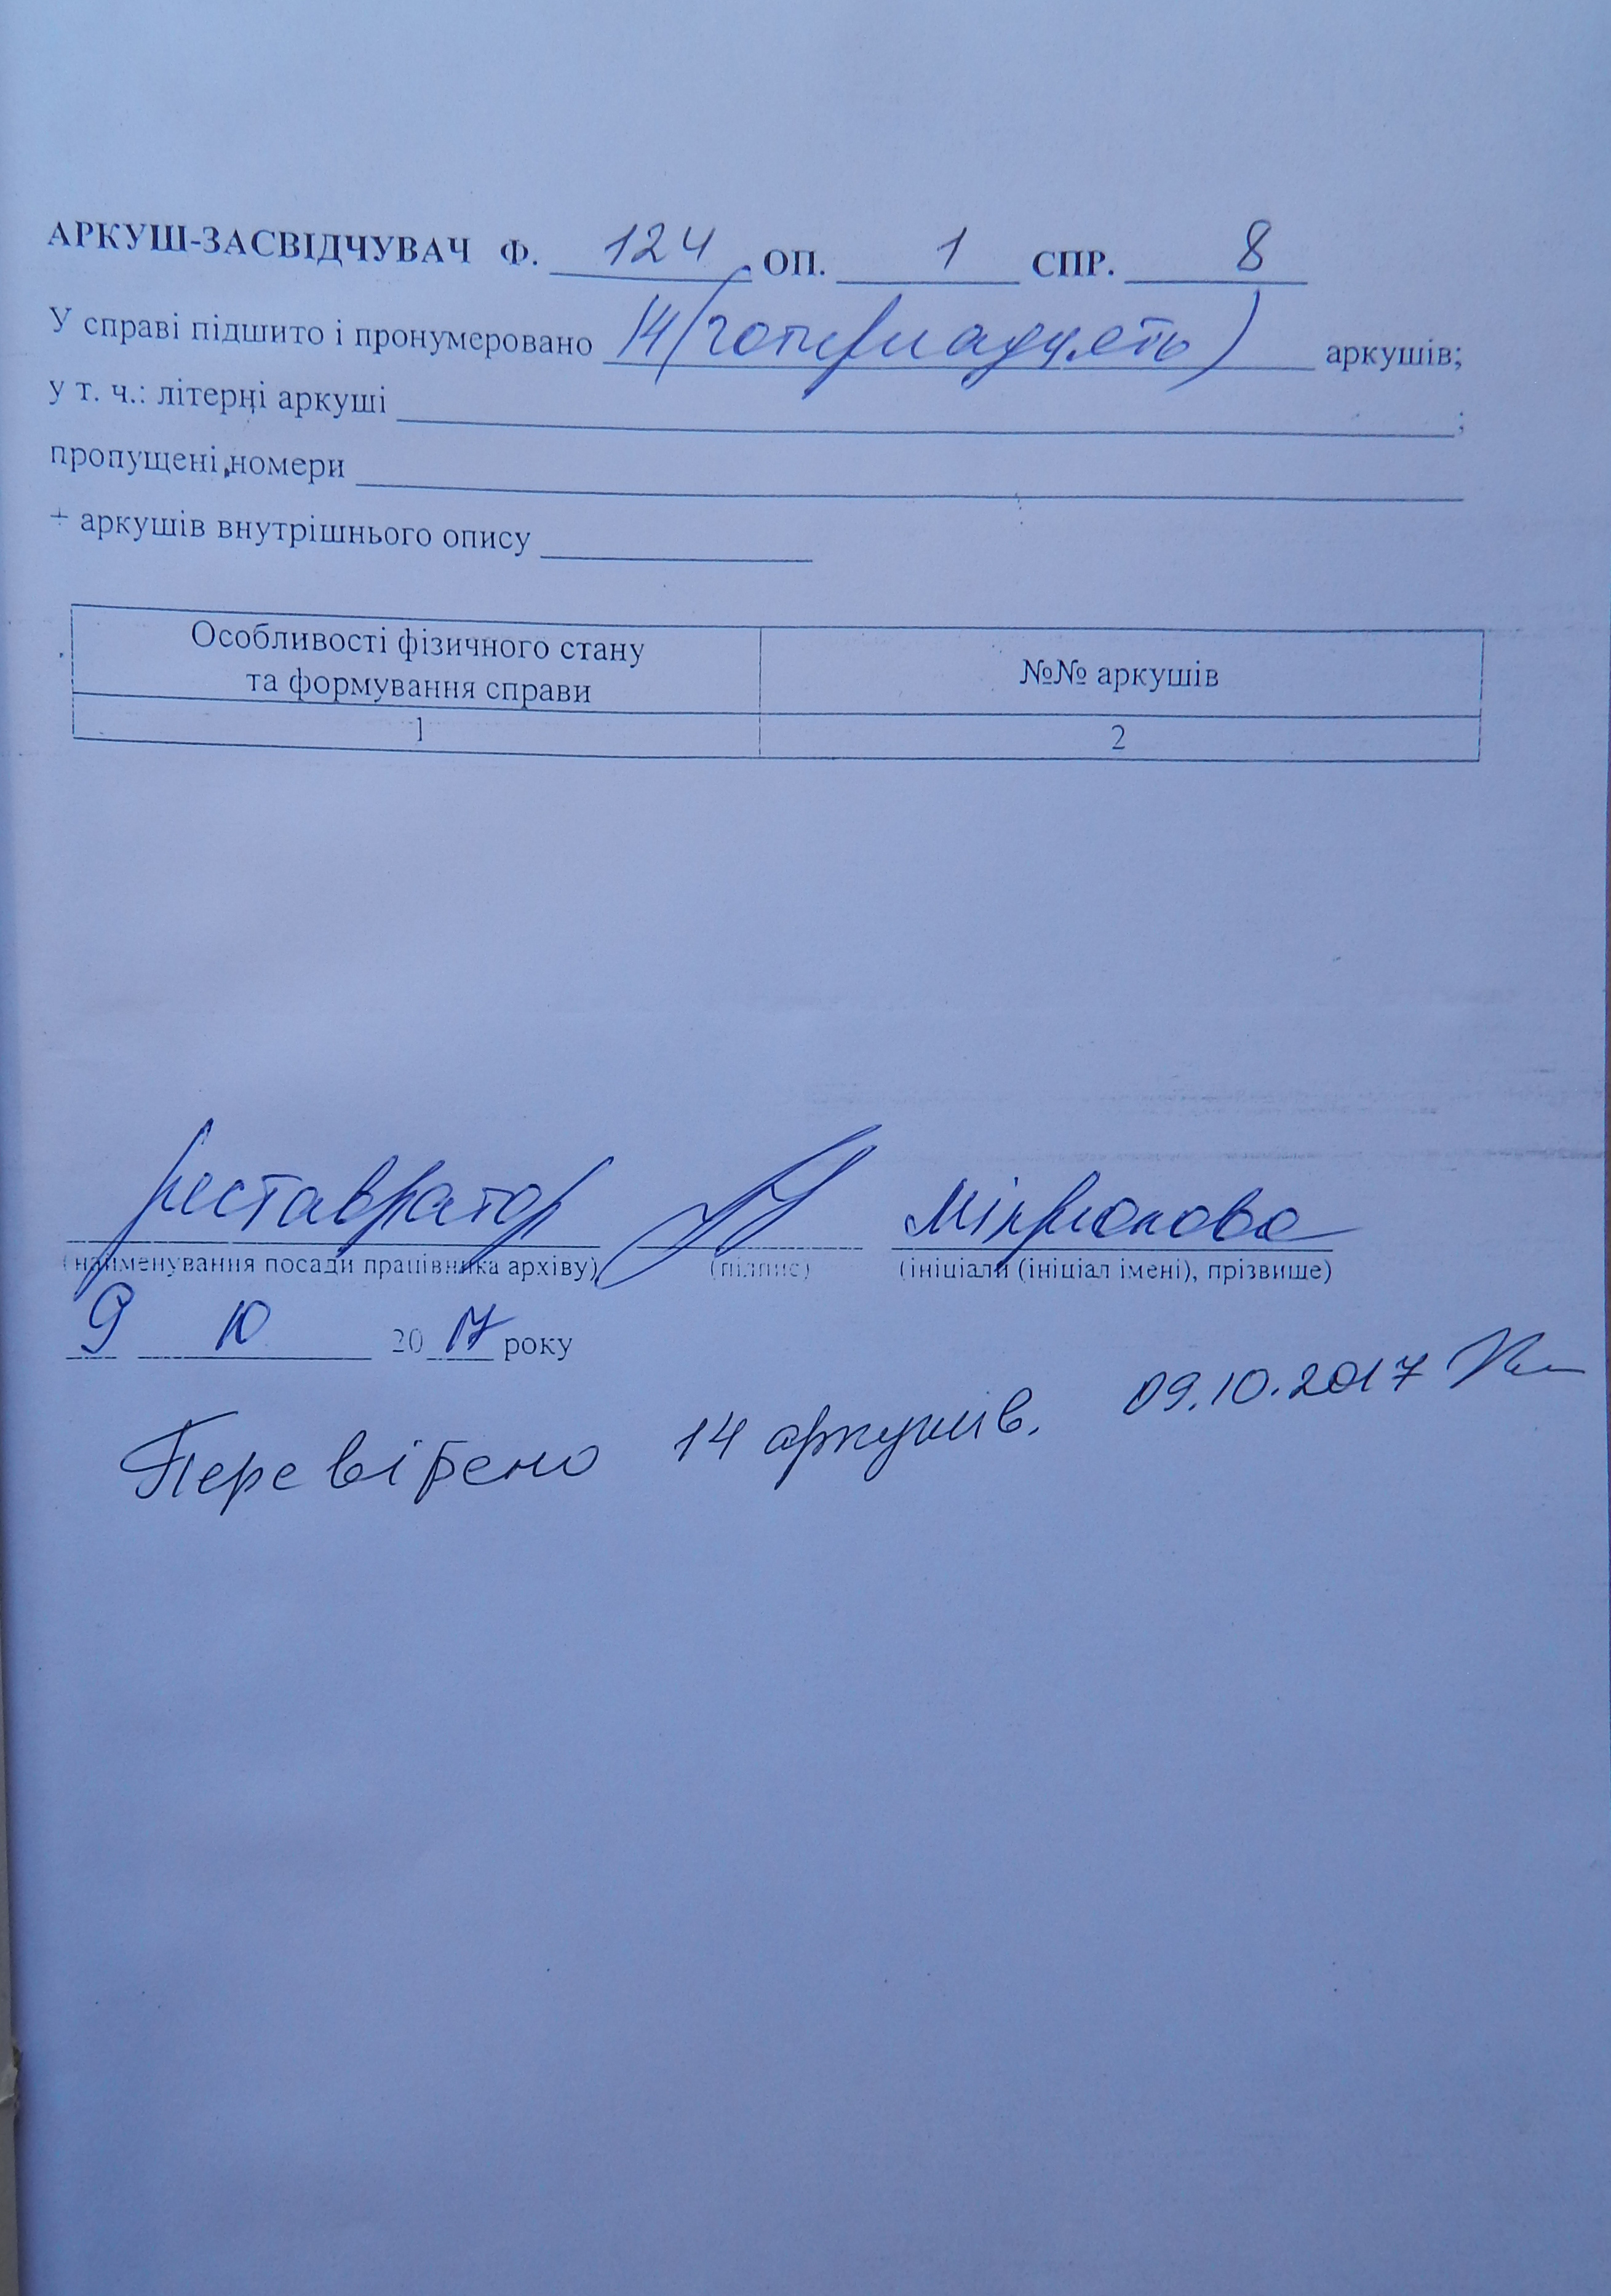 АРКУШ-ЗАСВІДЧУВАЧ Ф. 124 ОП. 1 СПР. 8
У справі підшито і пронумеровано 14 (чотирнадцять) аркушів;
у т. ч.: літерні аркуші ;
пропущені номери
+ аркушів внутрішнього опису
Особливості фізичного стану
та формування справи
№№ аркушів
1 2
реставратор
(найменування посади працівника архіву) (підпис) (ініціали (ініціал імені), прізвище)
9 10 2017 року
Перевірено 14 аркушів. 09.10.2017